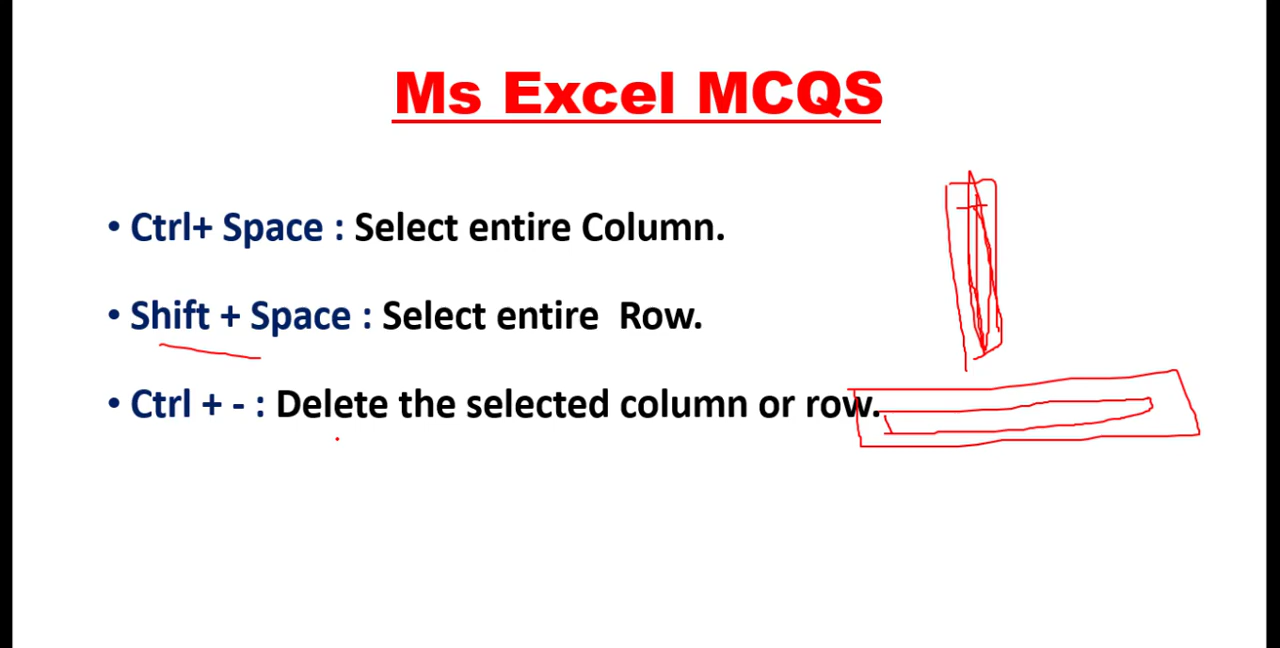 Ms Excel MCQS
• Ctrl+ Space : Select entire Column.
• Shift + Space : Select entire Row.
• Ctrl + - : Delete the selected column or row.